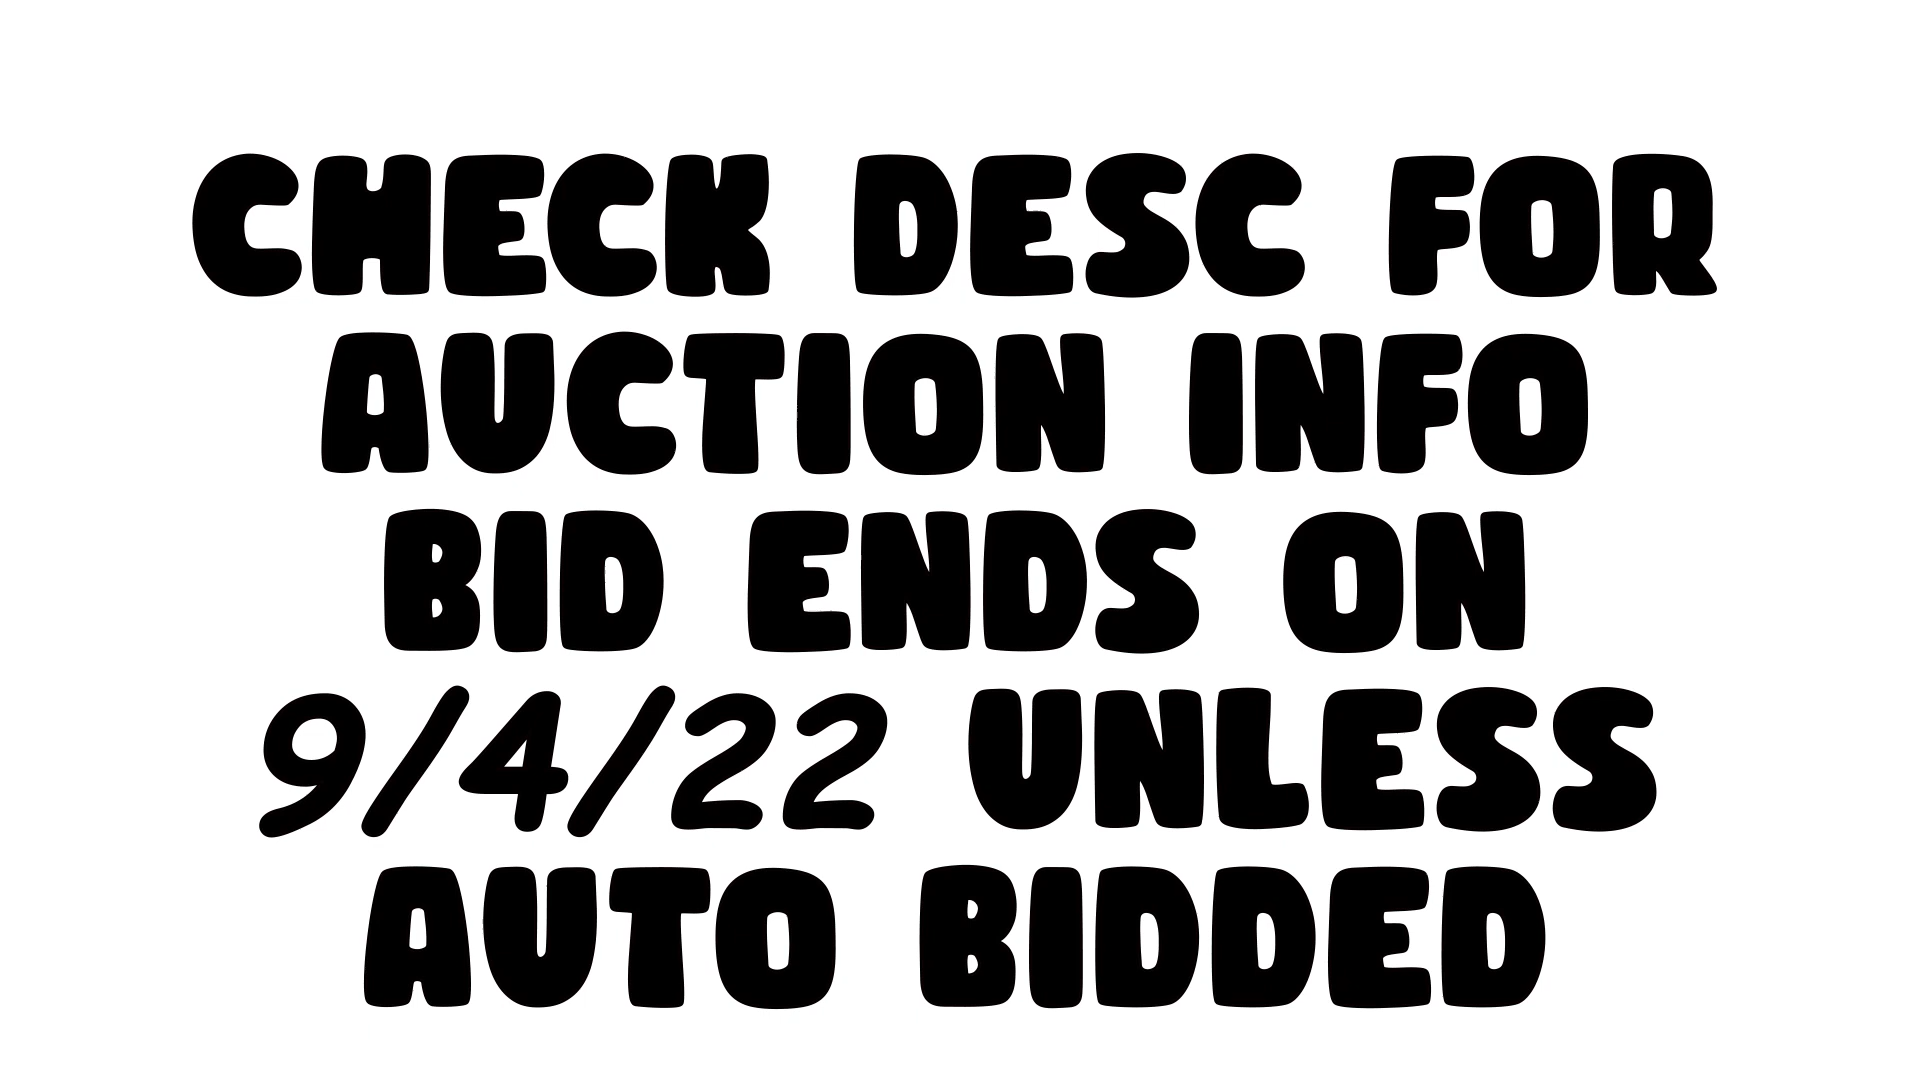 CHECK DESC FOR
AUCTION INFO
BID ENDS ON
9/4/22 UNLESS
AUTO BIDDED